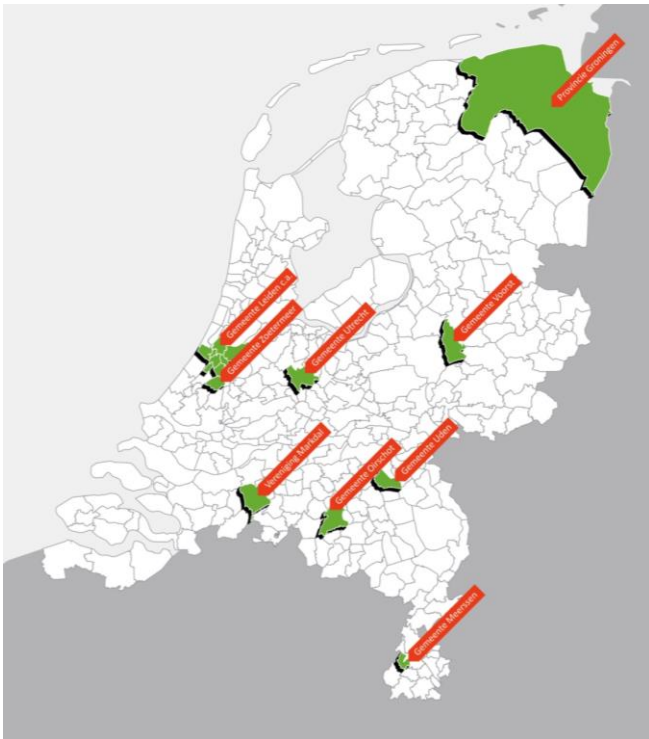 Provincie Groningen
Gemeente Leiden c.a.
Gemeente Zoetermeer
Gemeente Utrecht
Gemeente Voorst
Vereniging Markdal
Gemeente Oirschot
Gemeente Uden
Gemeente Meerssen